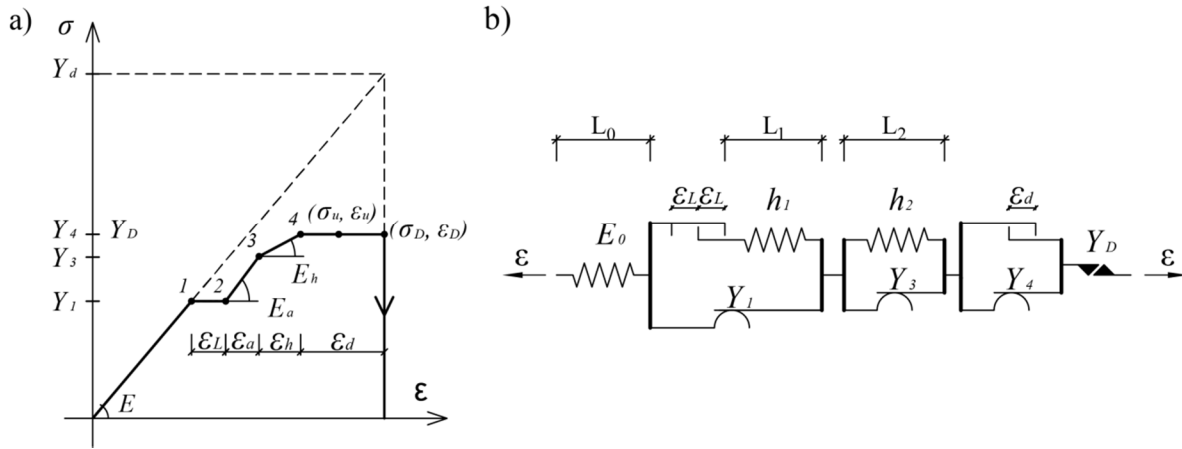 a)
σ
Y_d
Y_4 Y_D
Y_3
Y_1
1
2
3
4
(σ_u, ε_u)
(σ_D, ε_D)
E_h
E_a
ε_L ε_a ε_h ε_d
E
ε
b)
L_0 L_1 L_2
ε_L ε_L h_1 h_2 ε_d
E_0 Y_D
ε ε
Y_1 Y_3 Y_4